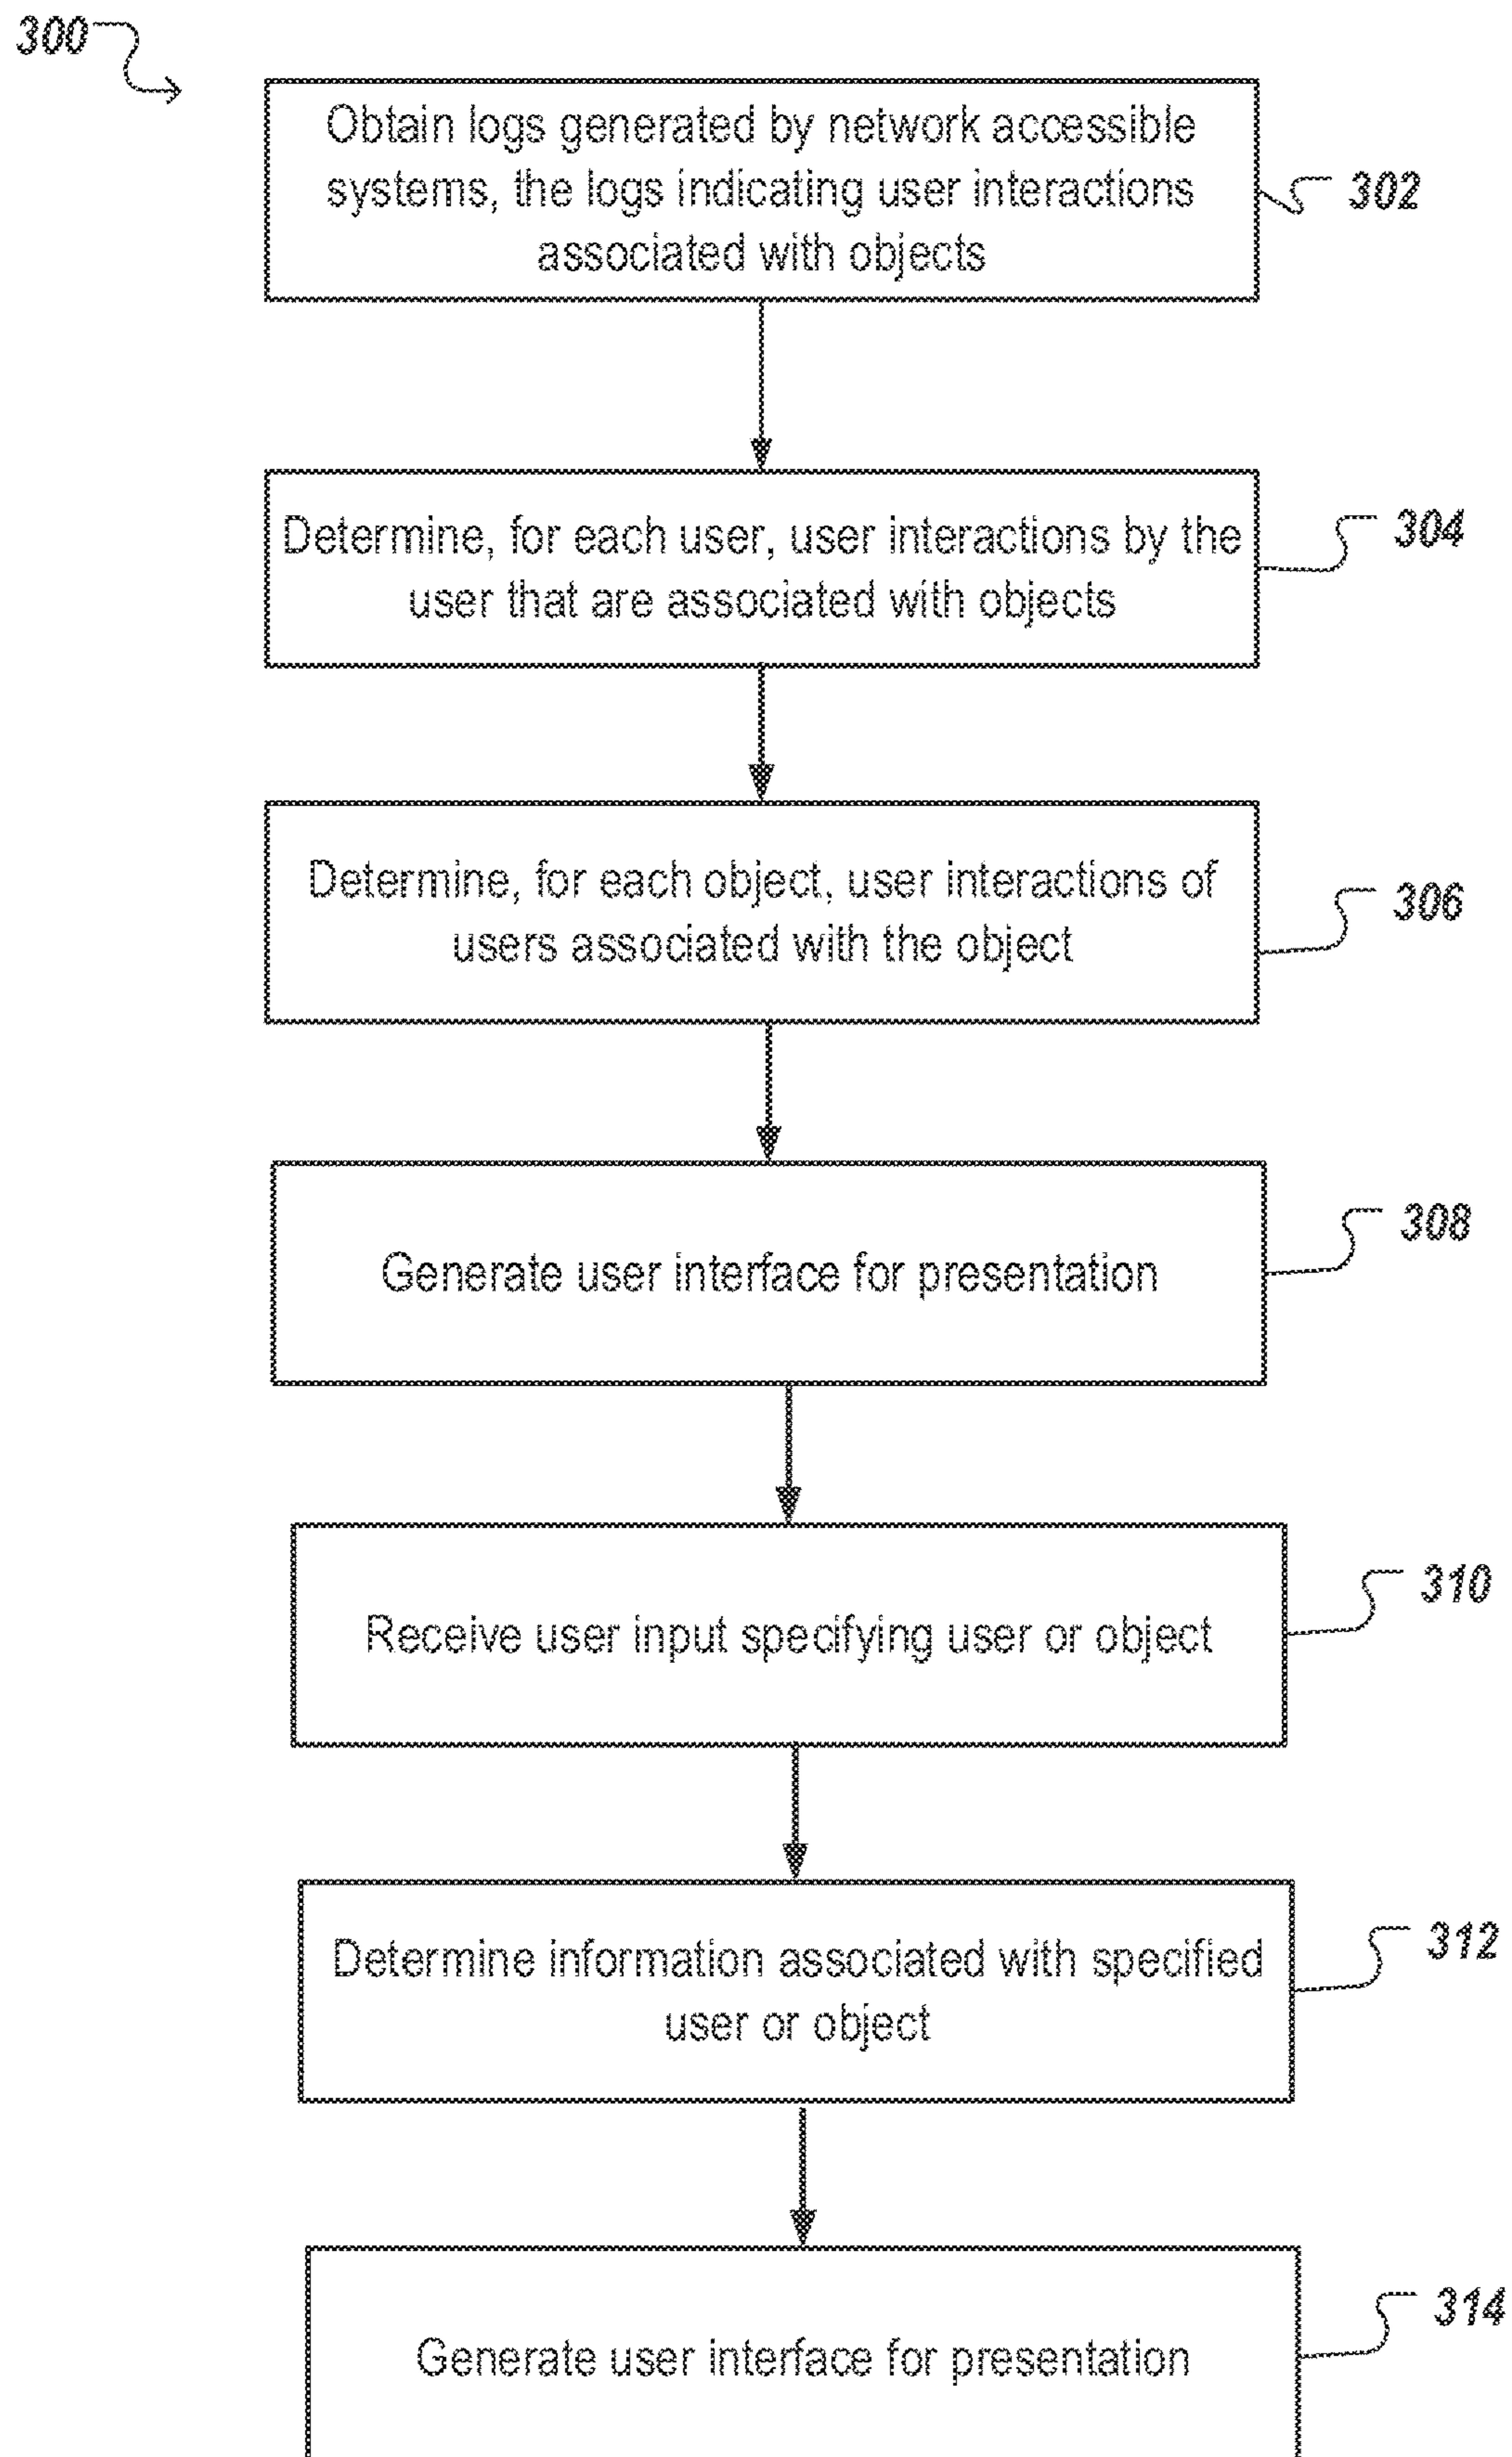 300
Obtain logs generated by network accessible
systems, the logs indicating user interactions
associated with objects
302
Determine, for each user, user interactions by the
user that are associated with objects
304
Determine, for each object, user interactions of
users associated with the object
306
Generate user interface for presentation
308
Receive user input specifying user or object
310
Determine information associated with specified
user or object
312
Generate user interface for presentation
314